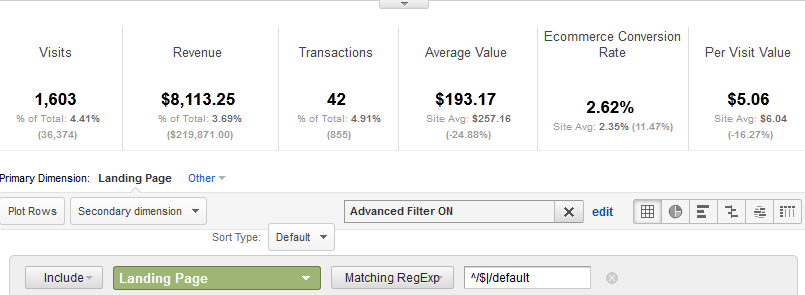 Visits
Revenue
Transactions
Average Value
Ecommerce Conversion
Rate
Per Visit Value
1,603
% of Total: 4.41%
(36,374)
$8,113.25
% of Total: 3.69%
($219,871.00)
42
% of Total: 4.91%
(855)
$193.17
Site Avg: $257.16
(-24.88%)
2.62%
Site Avg: 2.35% (11.47%)
$5.06
Site Avg: $6.04
(-16.27%)
Primary Dimension: Landing Page Other
Plot Rows Secondary dimension Advanced Filter ON edit
Sort Type: Default
Include Landing Page Matching RegExp ^/$|/default